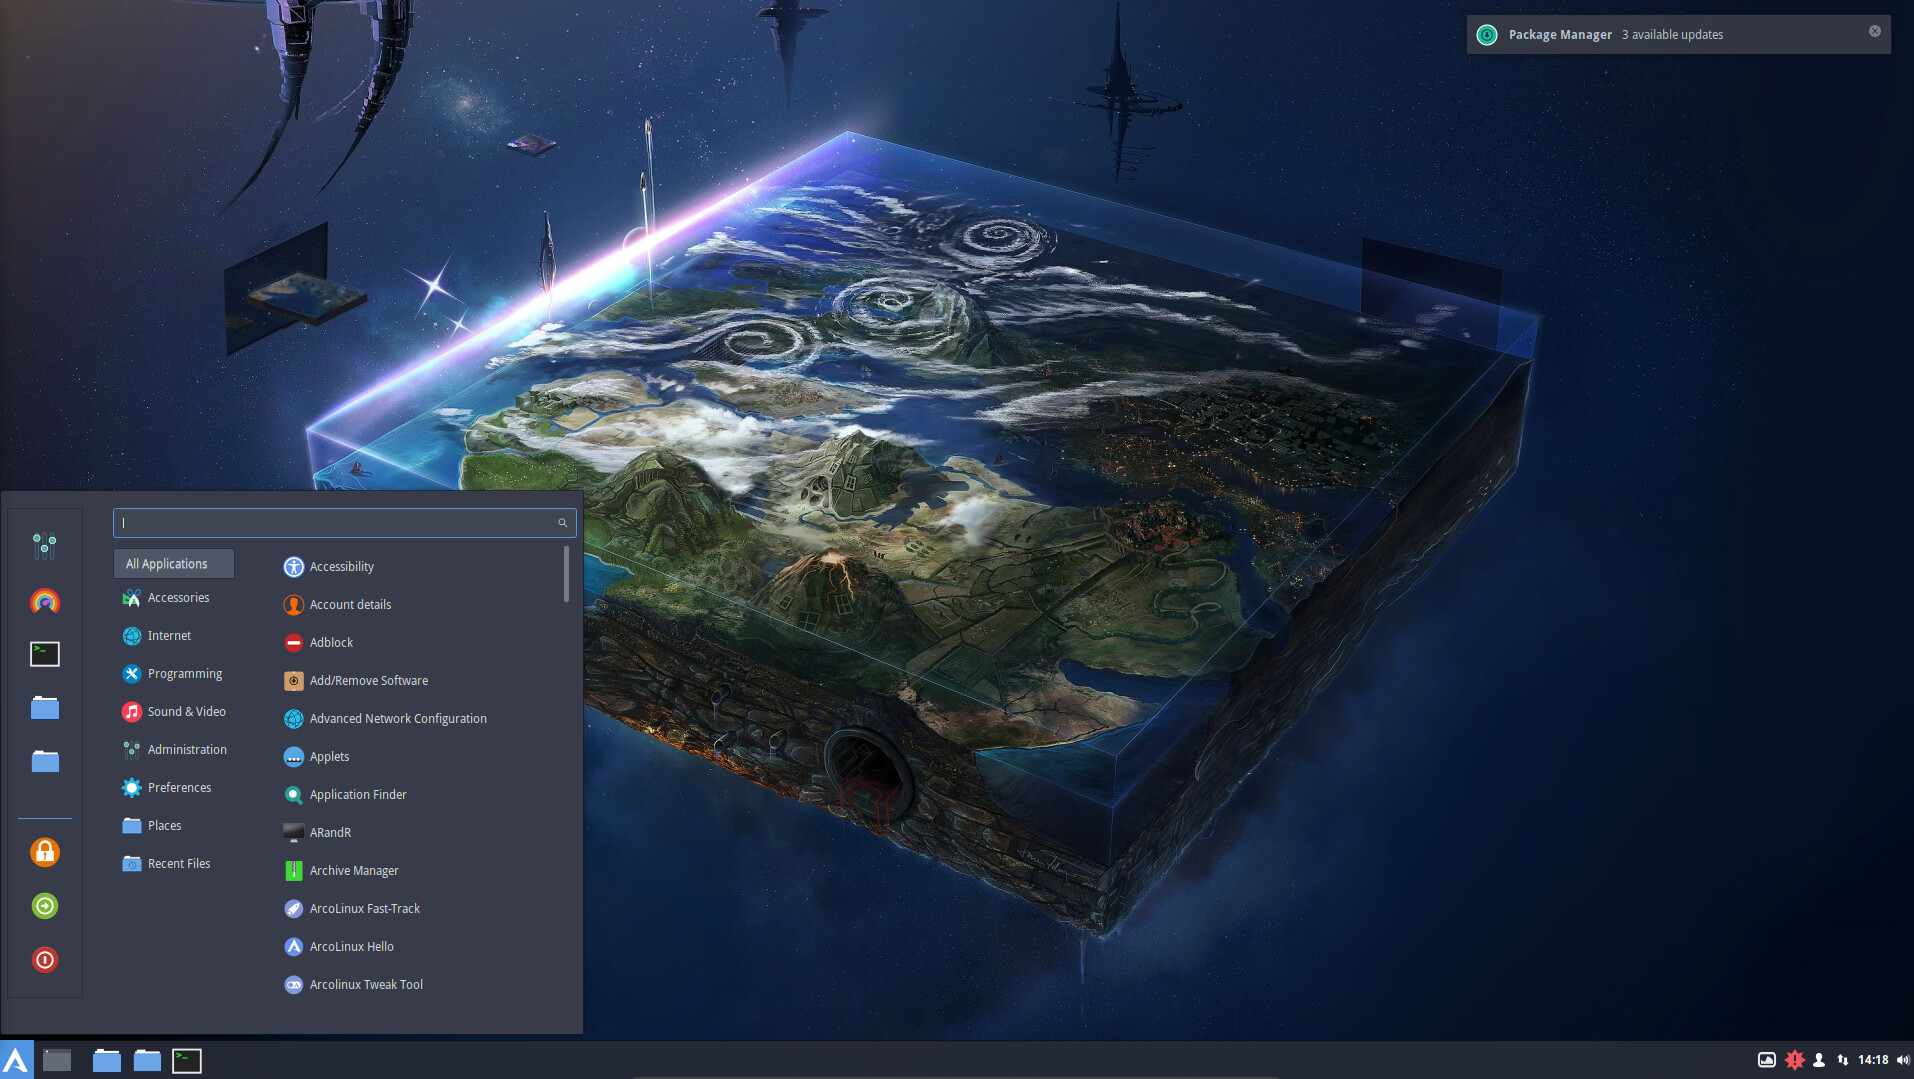 Package Manager 3 available updates
All Applications
Accessories
Internet
Programming
Sound & Video
Administration
Preferences
Places
Recent Files
Accessibility
Account details
Adblock
Add/Remove Software
Advanced Network Configuration
Applets
Application Finder
ARandR
Archive Manager
ArcoLinux Fast-Track
ArcoLinux Hello
Arcolinux Tweak Tool
14:18